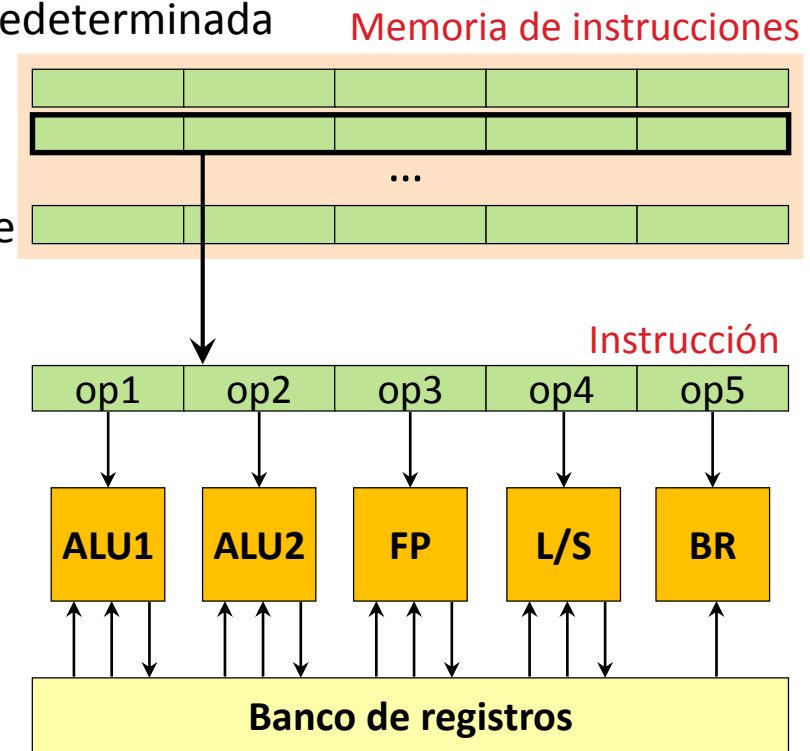 edeterminada
Memoria de instrucciones
...
e
Instrucción
op1 op2 op3 op4 op5
ALU1 ALU2 FP L/S BR
Banco de registros